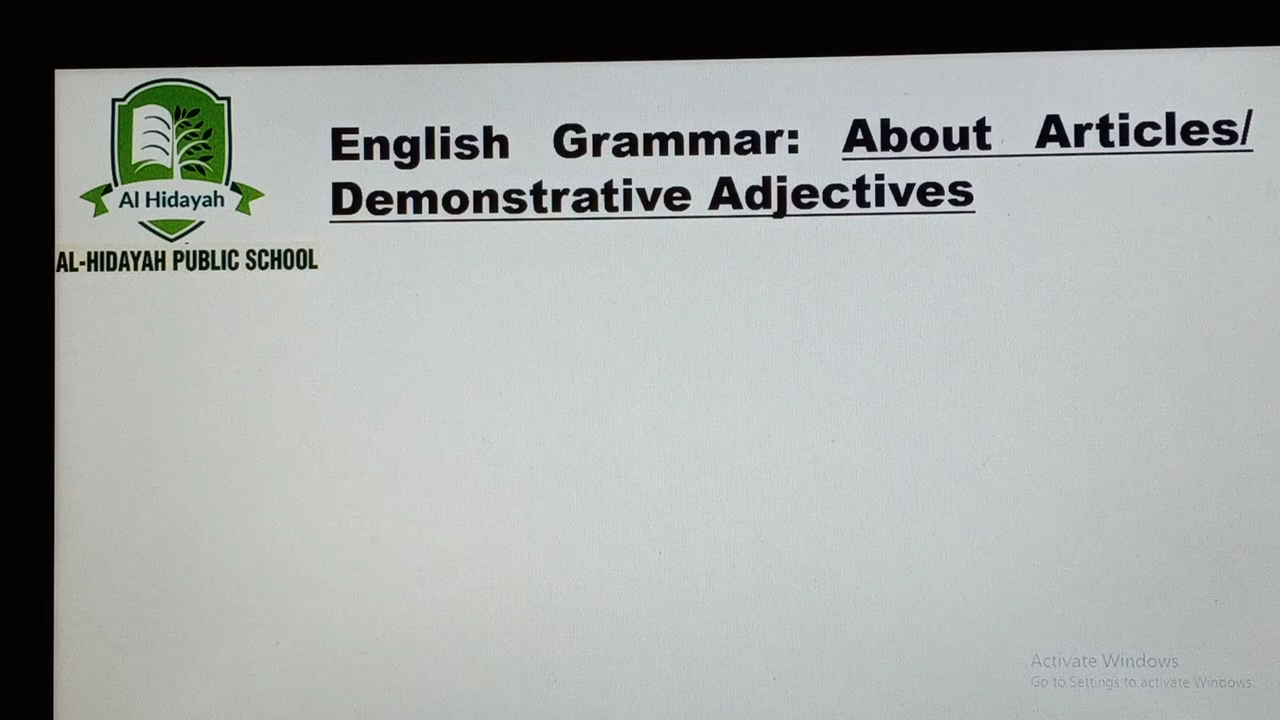 English Grammar: About Articles/
Demonstrative Adjectives
Al Hidayah
AL-HIDAYAH PUBLIC SCHOOL
Activate Windows
Go to Settings to activate Windows.